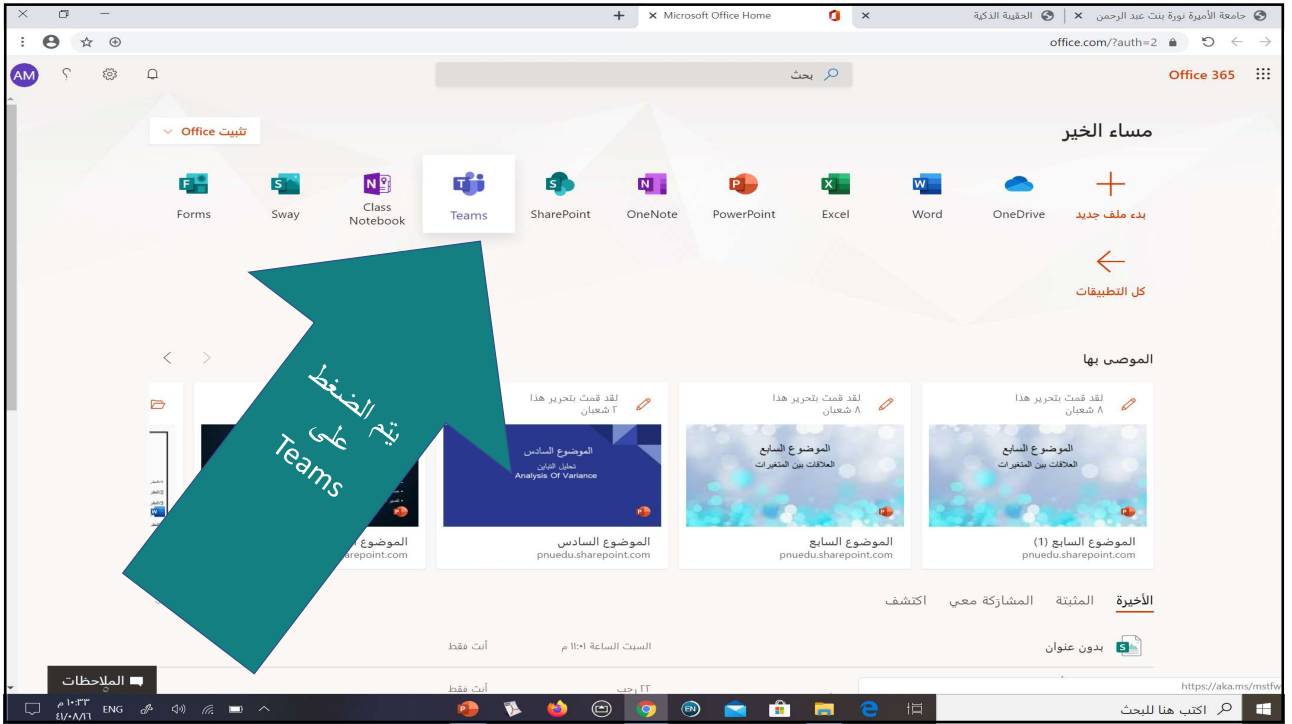 جامعة الأميرة نورة بنت عبد الرحمن
الحقيبة الذكية
Microsoft Office Home
office.com/?auth=2
Office 365
بحث
AM
مساء الخير
تثبيت Office
بدء ملف جديد
OneDrive
Word
Excel
PowerPoint
OneNote
SharePoint
Teams
Class
Notebook
Sway
Forms
كل التطبيقات
يتم الضغط
على
Teams
الموصى بها
لقد قمت بتحرير هذا
٨ شعبان
الموضوع السابع
العلاقات بين المتغيرات
الموضوع السابع (1)
pnuedu.sharepoint.com
لقد قمت بتحرير هذا
٨ شعبان
الموضوع السابع
العلاقات بين المتغيرات
الموضوع السابع
pnuedu.sharepoint.com
لقد قمت بتحرير هذا
٢ شعبان
الموضوع السادس
تحليل التباين
Analysis Of Variance
الموضوع السادس
pnuedu.sharepoint.com
الأخيرة
المثبتة
المشاركة معي
اكتشف
بدون عنوان
السبت الساعة ١١:٠١ م
أنت فقط
٢٢ رجب
أنت فقط
الملاحظات
https://aka.ms/mstfw
اكتب هنا للبحث
ENG
١٠:٣٣ م
٤١/٠٨/١٦